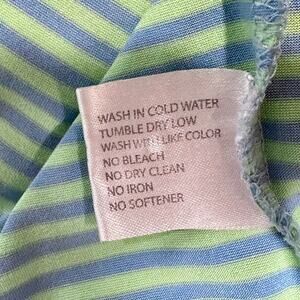 WASH IN COLD WATER
TUMBLE DRY LOW
WASH WITH LIKE COLOR
NO BLEACH
NO DRY CLEAN
NO IRON
NO SOFTENER